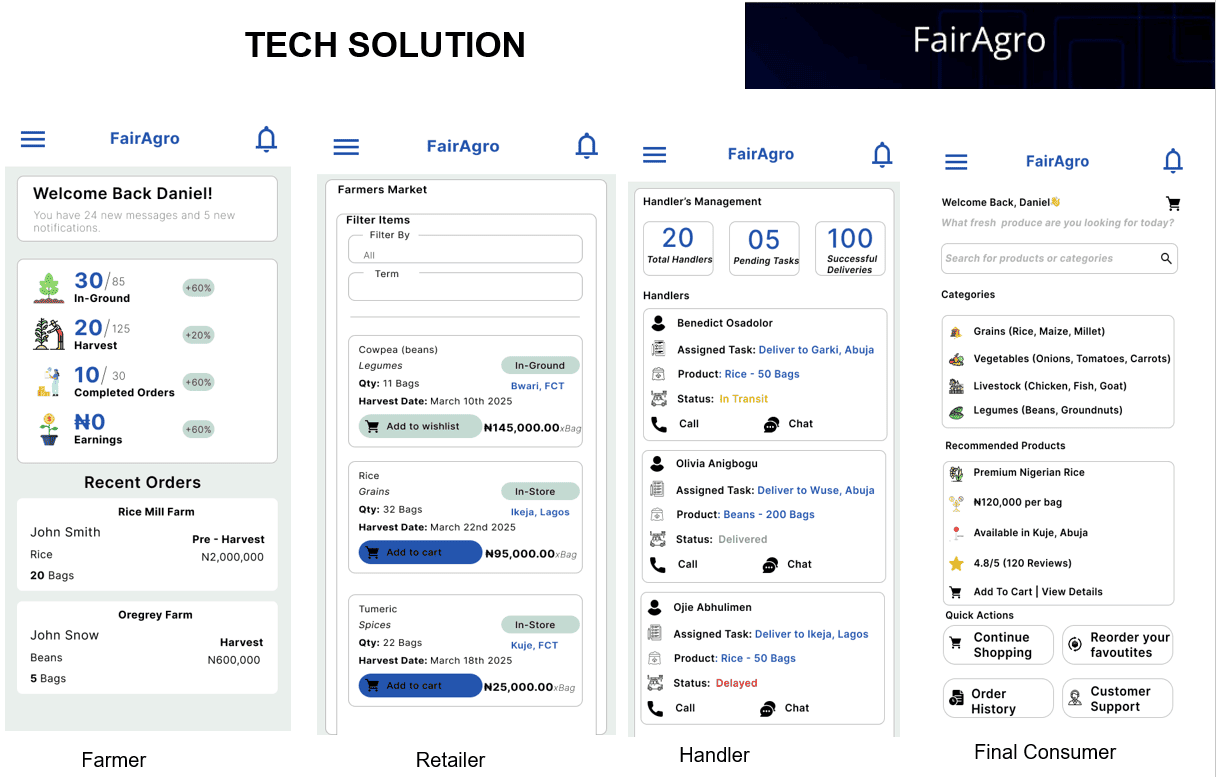 TECH SOLUTION
FairAgro
FairAgro
Welcome Back Daniel!
You have 24 new messages and 5 new
notifications.
30/85
In-Ground
+60%
20/125
Harvest
+20%
10/ 30
Completed Orders
+60%
₦0
Earnings
+60%
Recent Orders
Rice Mill Farm
John Smith
Pre - Harvest
Rice
N2,000,000
20 Bags
Oregrey Farm
John Snow
Harvest
Beans
N600,000
5 Bags
Farmer
FairAgro
Farmers Market
Filter Items
Filter By
All
Term
Cowpea (beans)
Legumes
In-Ground
Qty: 11 Bags
Bwari, FCT
Harvest Date: March 10th 2025
Add to wishlist
₦145,000.00xBag
Rice
Grains
In-Store
Qty: 32 Bags
Ikeja, Lagos
Harvest Date: March 22nd 2025
Add to cart
₦95,000.00xBag
Tumeric
Spices
In-Store
Qty: 22 Bags
Kuje, FCT
Harvest Date: March 18th 2025
Add to cart
₦25,000.00xBag
Retailer
FairAgro
Handler's Management
20
Total Handlers
05
Pending Tasks
100
Successful
Deliveries
Handlers
Benedict Osadolor
Assigned Task: Deliver to Garki, Abuja
Product: Rice - 50 Bags
Status: In Transit
Call
Chat
Olivia Anigbogu
Assigned Task: Deliver to Wuse, Abuja
Product: Beans - 200 Bags
Status: Delivered
Call
Chat
Ojie Abhulimen
Assigned Task: Deliver to Ikeja, Lagos
Product: Rice - 50 Bags
Status: Delayed
Call
Chat
Handler
FairAgro
Welcome Back, Daniel👋
What fresh produce are you looking for today?
Search for products or categories
Categories
Grains (Rice, Maize, Millet)
Vegetables (Onions, Tomatoes, Carrots)
Livestock (Chicken, Fish, Goat)
Legumes (Beans, Groundnuts)
Recommended Products
Premium Nigerian Rice
₦120,000 per bag
Available in Kuje, Abuja
4.8/5 (120 Reviews)
Add To Cart | View Details
Quick Actions
Continue
Shopping
Reorder your
favoutites
Order
History
Customer
Support
Final Consumer